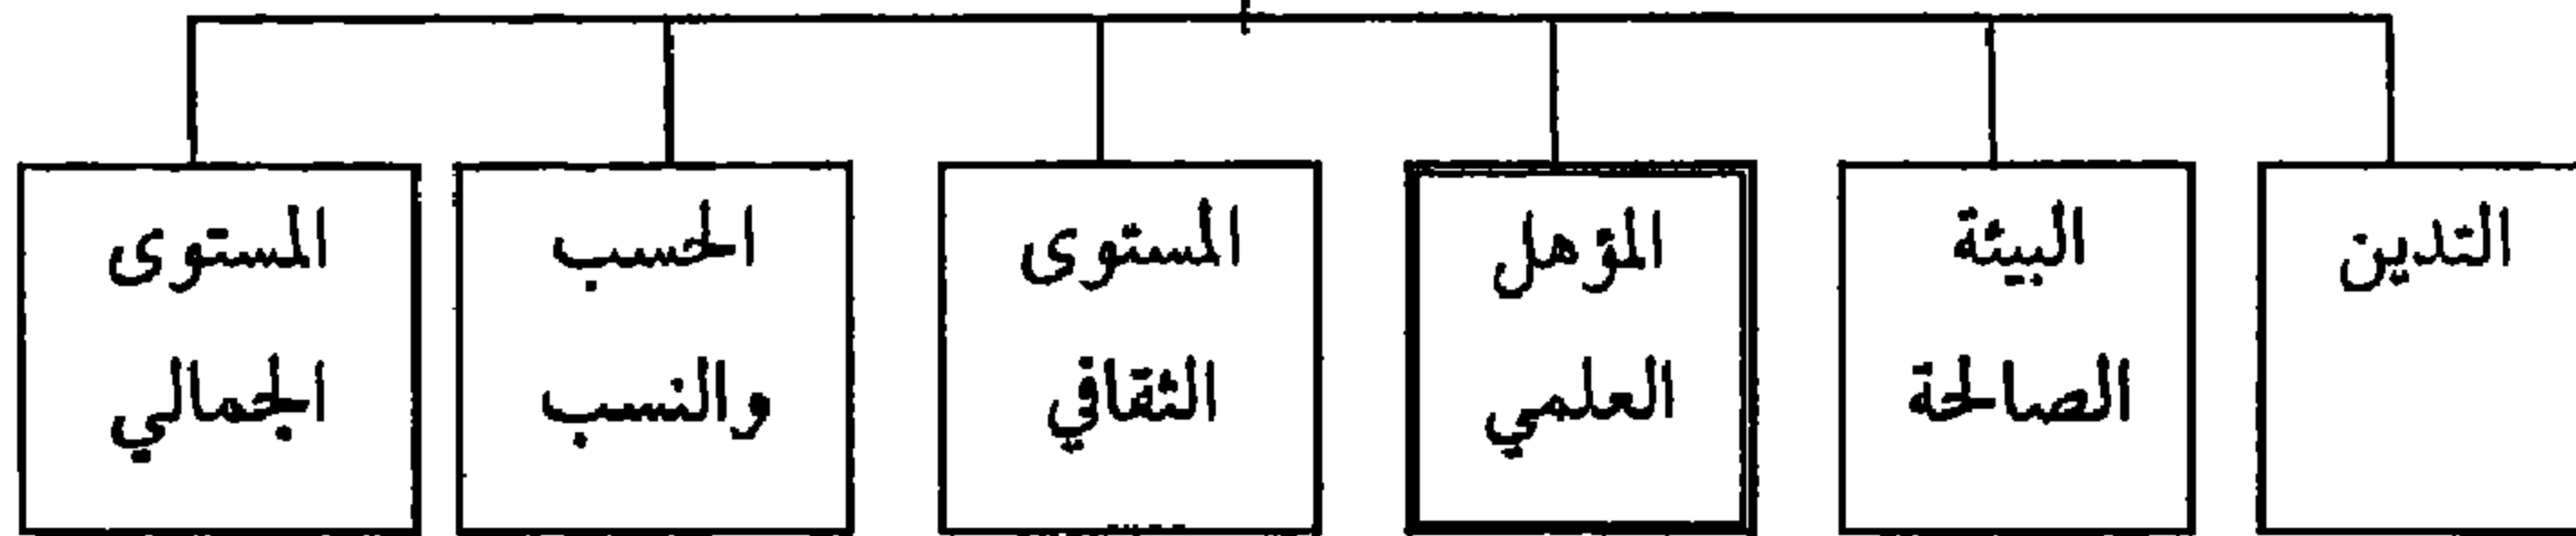 التدين
البيئة
الصالحة
المؤهل
العلمي
المستوى
الثقافي
الحسب
والنسب
المستوى
الجمالي